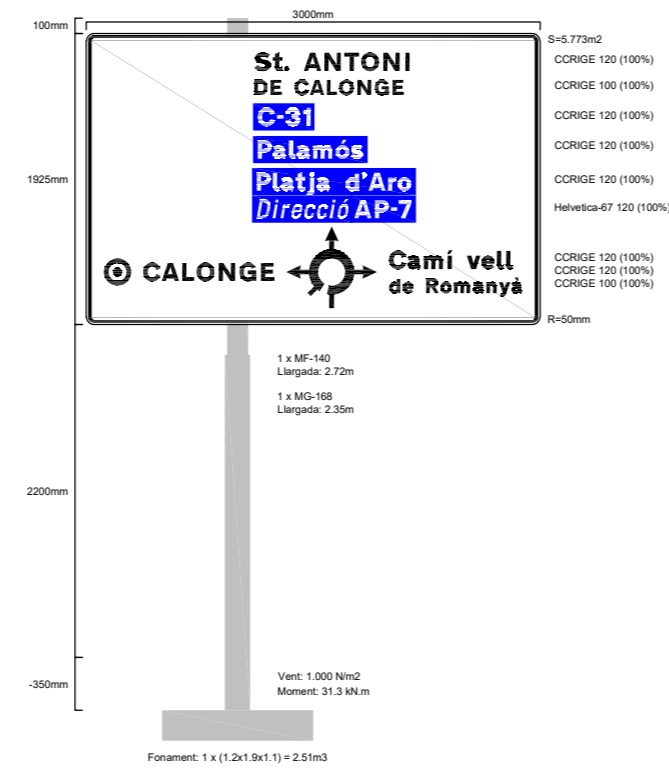 100mm
3000mm
S=5.773m2
St. ANTONI
CCRIGE 120 (100%)
DE CALONGE
CCRIGE 100 (100%)
C-31
CCRIGE 120 (100%)
Palamós
CCRIGE 120 (100%)
1925mm
Platja d'Aro
CCRIGE 120 (100%)
Direcció AP-7
Helvetica-67 120 (100%)
CALONGE
Camí vell
de Romanyà
CCRIGE 120 (100%)
CCRIGE 120 (100%)
CCRIGE 100 (100%)
R=50mm
1 x MF-140
Llargada: 2.72m
1 x MG-168
Llargada: 2.35m
2200mm
-350mm
Vent: 1.000 N/m2
Moment: 31.3 kN.m
Fonament: 1 x (1.2x1.9x1.1) = 2.51m3